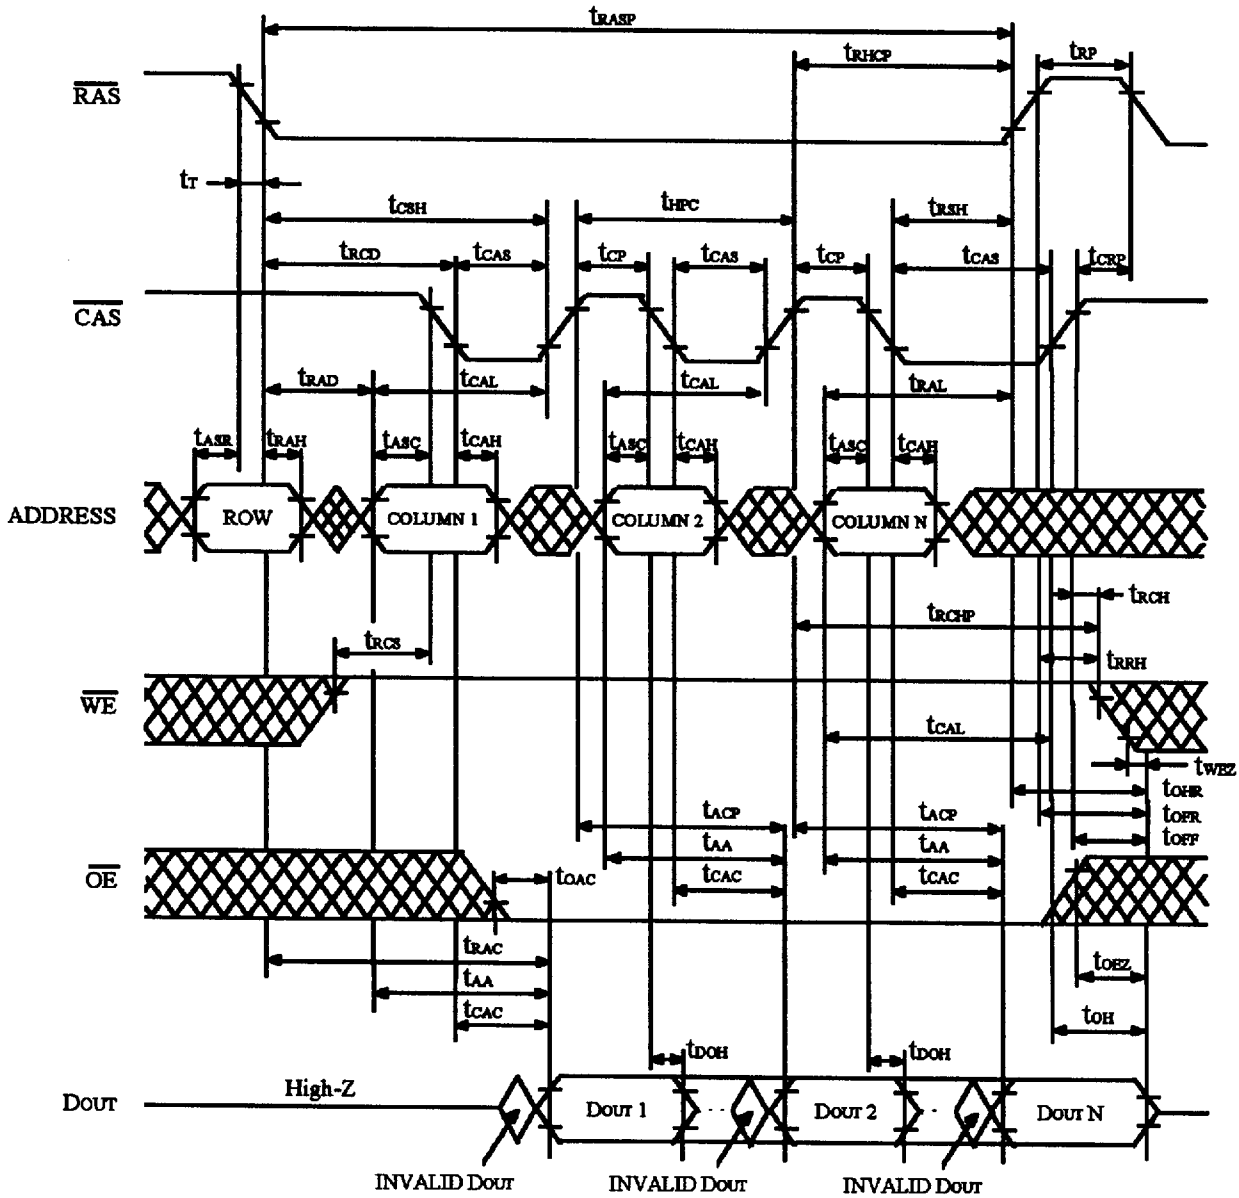 tRASP
tRHCP tRP
RAS
tT
tCSH tHPC tRSH
tRCD tCAS tCP tCAS tCP tCAS tCRP
CAS
tRAD tCAL tCAL tRAL
tASR tRAH tASC tCAH tASC tCAH tASC tCAH
ADDRESS ROW COLUMN 1 COLUMN 2 COLUMN N
tRCH
tRCHP
tRCS tRRH
WE
tCAL
tWEZ
tOHR
tACP tACP tOFR
tAA tAA tOFF
OE tOAC tCAC tCAC
tRAC tOEZ
tAA
tCAC tOH
tDOH tDOH
High-Z
DOUT DOUT 1 DOUT 2 DOUT N
INVALID DOUT INVALID DOUT INVALID DOUT